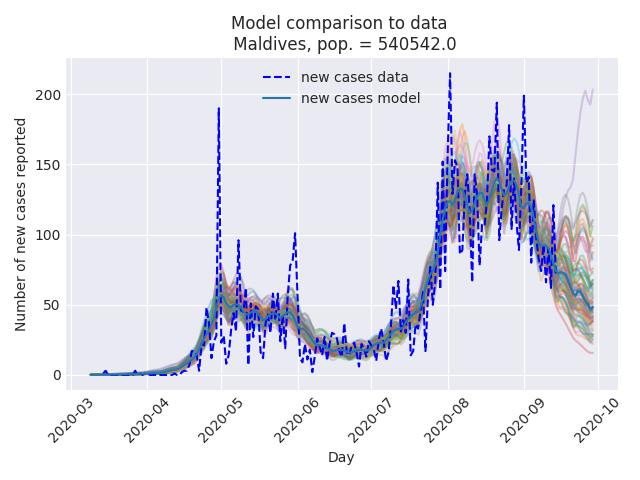 Model comparison to data
Maldives, pop. = 540542.0
new cases data
new cases model
Number of new cases reported
200
150
100
50
0
2020-03
2020-04
2020-05
2020-06
2020-07
2020-08
2020-09
2020-10
Day